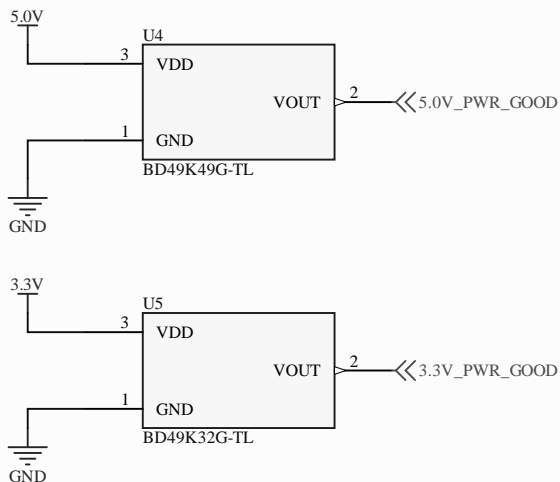 5.0V
U4
3 VDD
VOUT 2 5.0V_PWR_GOOD
1 GND
BD49K49G-TL
GND
3.3V
U5
3 VDD
VOUT 2 3.3V_PWR_GOOD
1 GND
BD49K32G-TL
GND